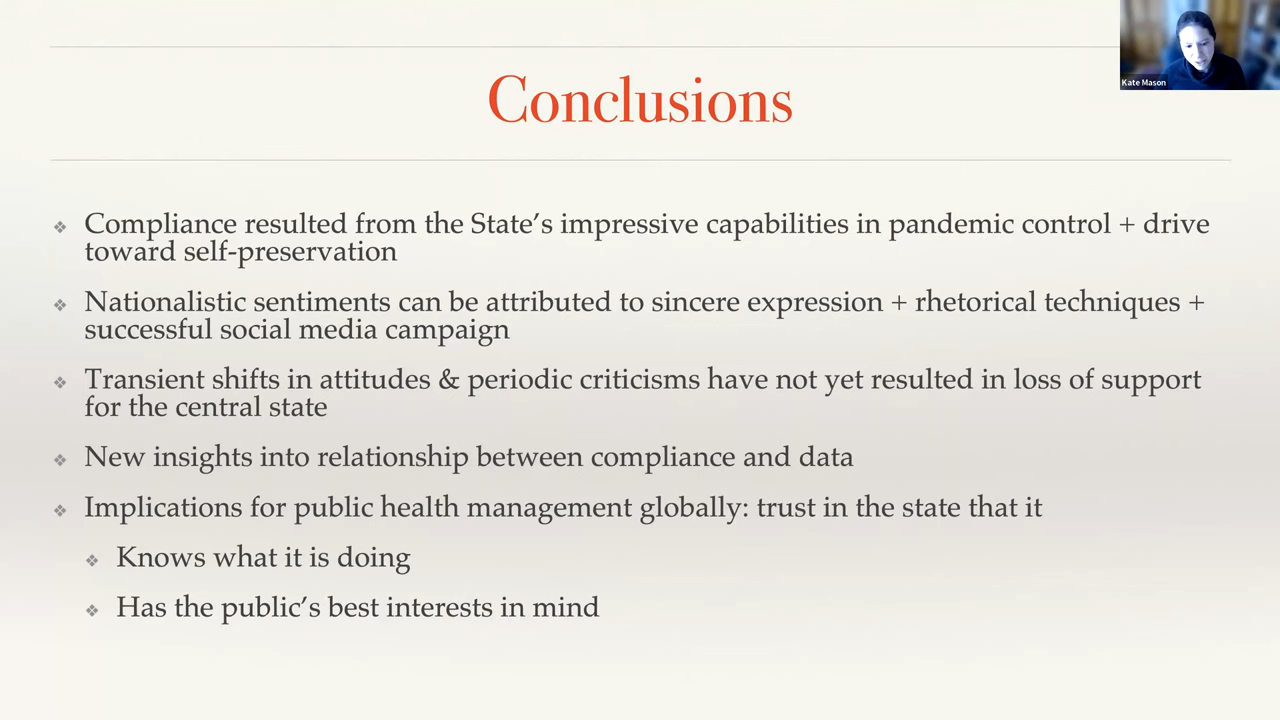 Kate Mason
Conclusions
❖ Compliance resulted from the State’s impressive capabilities in pandemic control + drive
toward self-preservation
❖ Nationalistic sentiments can be attributed to sincere expression + rhetorical techniques +
successful social media campaign
❖ Transient shifts in attitudes & periodic criticisms have not yet resulted in loss of support
for the central state
❖ New insights into relationship between compliance and data
❖ Implications for public health management globally: trust in the state that it
❖ Knows what it is doing
❖ Has the public’s best interests in mind